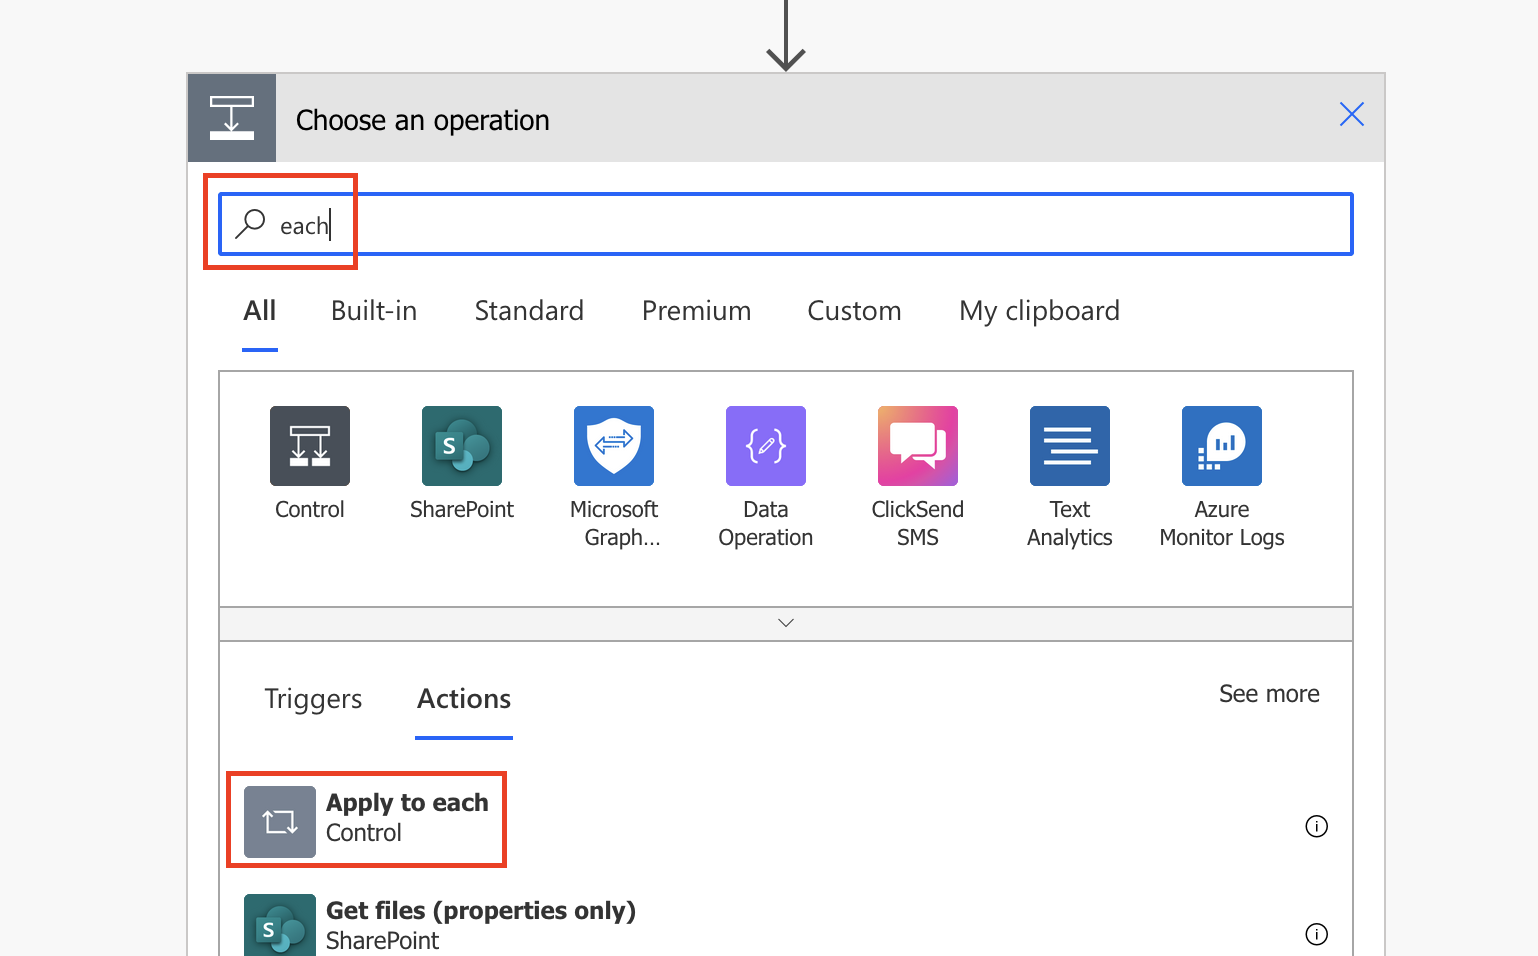 Choose an operation
each
All Built-in Standard Premium Custom My clipboard
S
Control SharePoint Microsoft Graph... Data Operation ClickSend SMS Text Analytics Azure Monitor Logs
Triggers Actions See more
Apply to each
Control
Get files (properties only)
S
SharePoint